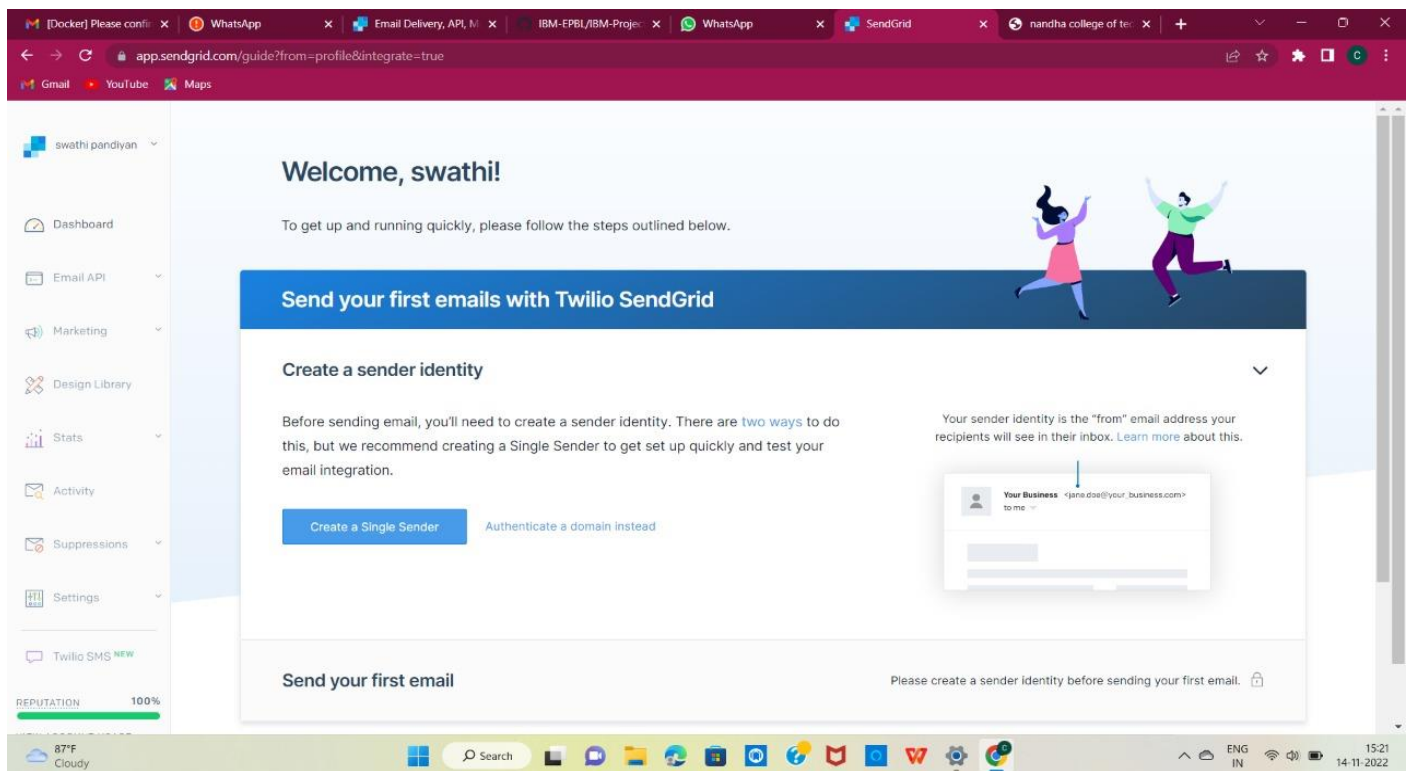 [Docker] Please confir
WhatsApp
Email Delivery, API, M
IBM-EPBL/IBM-Projec
WhatsApp
SendGrid
nandha college of tec
app.sendgrid.com/guide?from=profile&integrate=true
C
Gmail
YouTube
Maps
swathi pandiyan
Dashboard
Email API
Marketing
Design Library
Stats
Activity
Suppressions
Settings
Twilio SMS NEW
REPUTATION 100%
Welcome, swathi!
To get up and running quickly, please follow the steps outlined below.
Send your first emails with Twilio SendGrid
Create a sender identity
Before sending email, you'll need to create a sender identity. There are two ways to do
this, but we recommend creating a Single Sender to get set up quickly and test your
email integration.
Create a Single Sender
Authenticate a domain instead
Your sender identity is the "from" email address your
recipients will see in their inbox. Learn more about this.
Your Business <jane.doe@your_business.com>
to me
Send your first email
Please create a sender identity before sending your first email.
87°F
Cloudy
Search
ENG
IN
15:21
14-11-2022